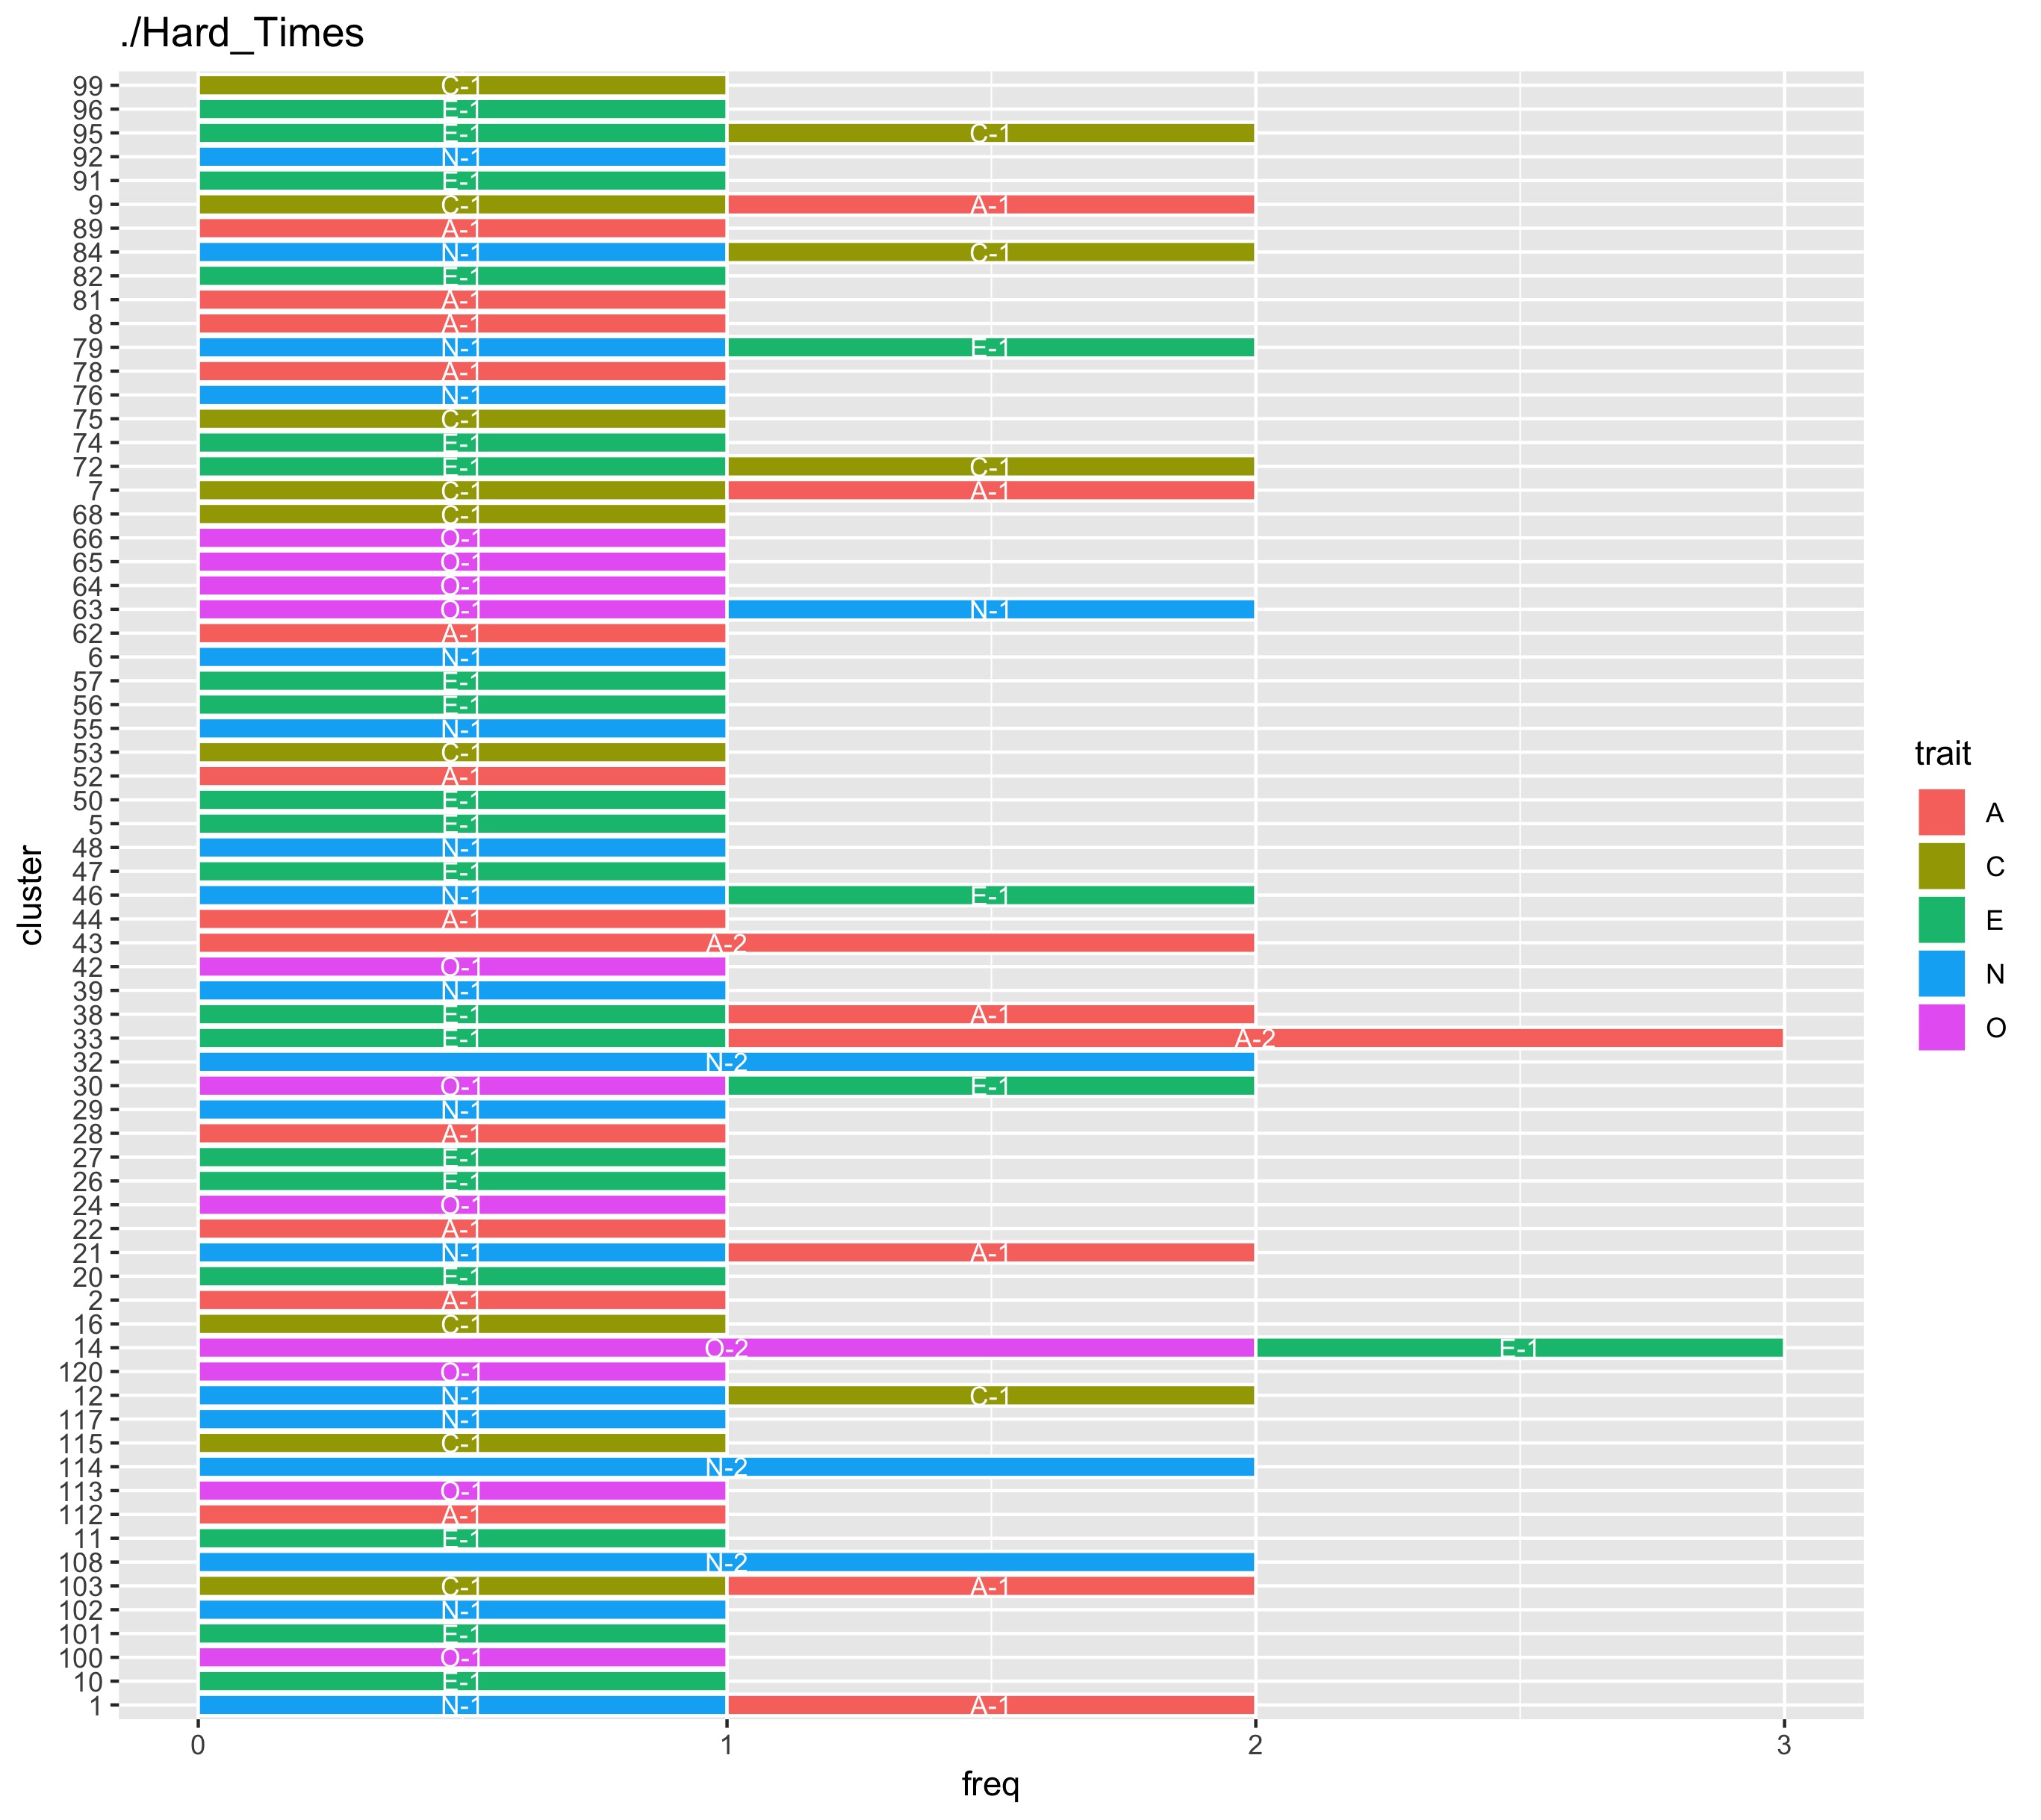 ./Hard_Times
99 C-1
96 E-1
95 E-1 C-1
92 N-1
91 E-1
9 C-1 A-1
89 A-1
84 N-1 C-1
82 E-1
81 A-1
8 A-1
79 N-1 E-1
78 A-1
76 N-1
75 C-1
74 E-1
72 E-1 C-1
7 C-1 A-1
68 C-1
66 O-1
65 O-1
64 O-1
63 O-1 N-1
62 A-1
6 N-1
57 E-1
56 E-1
55 N-1
53 C-1
52 A-1
50 E-1
5 E-1
48 N-1
47 E-1
46 N-1 E-1
44 A-1
43 A-2
42 O-1
39 N-1
38 E-1 A-1
33 E-1 A-2
32 N-2
30 O-1 E-1
29 N-1
28 A-1
27 E-1
26 E-1
24 O-1
22 A-1
21 N-1 A-1
20 E-1
2 A-1
16 C-1
14 O-2 E-1
120 O-1
12 N-1 C-1
117 N-1
115 C-1
114 N-2
113 O-1
112 A-1
11 E-1
108 N-2
103 C-1 A-1
102 N-1
101 E-1
100 O-1
10 E-1
1 N-1 A-1
0 1 2 3
freq
cluster
trait
A
C
E
N
O